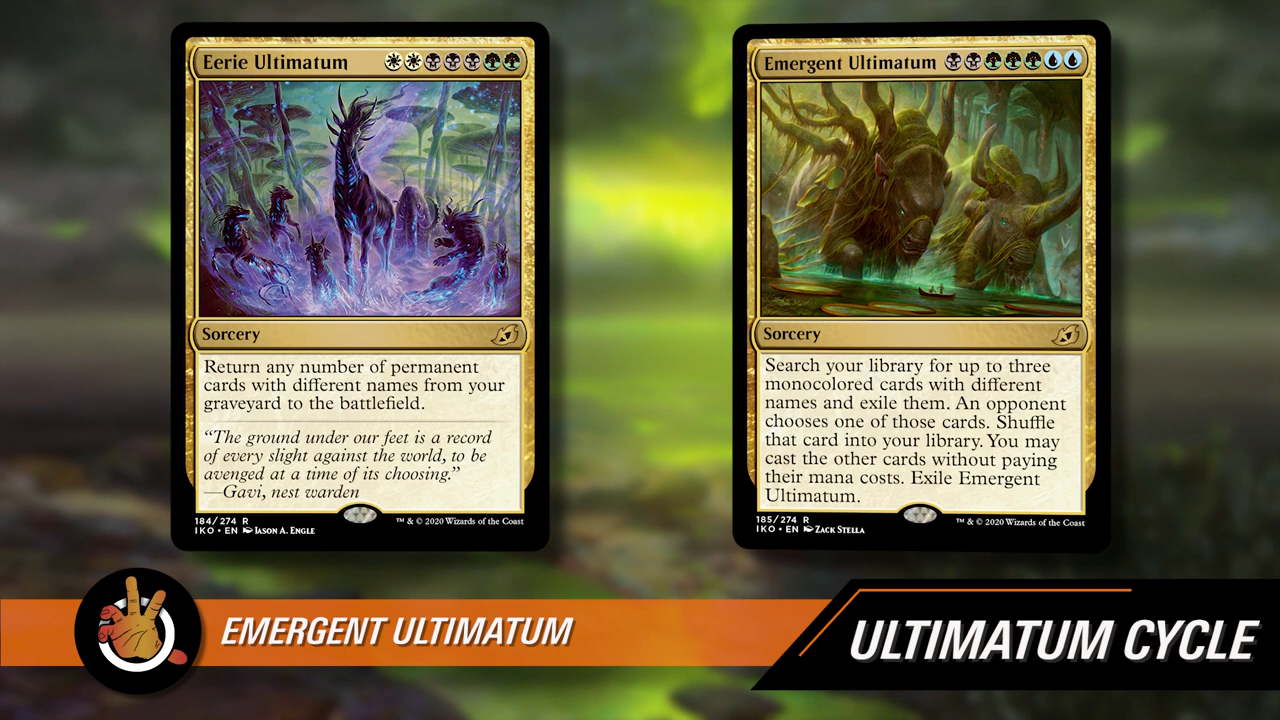 Eerie Ultimatum
Sorcery
Return any number of permanent
cards with different names from your
graveyard to the battlefield.
“The ground under our feet is a record
of every slight against the world, to be
avenged at a time of its choosing.”
—Gavi, nest warden
184/274 R
IKO • EN Jason A. Engle
™ & © 2020 Wizards of the Coast
Emergent Ultimatum
Sorcery
Search your library for up to three
monocolored cards with different
names and exile them. An opponent
chooses one of those cards. Shuffle
that card into your library. You may
cast the other cards without paying
their mana costs. Exile Emergent
Ultimatum.
185/274 R
IKO • EN Zack Stella
™ & © 2020 Wizards of the Coast
EMERGENT ULTIMATUM
ULTIMATUM CYCLE